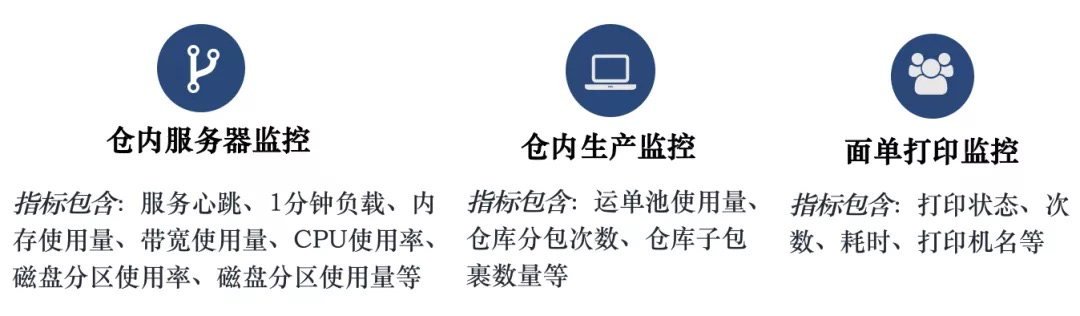 仓内服务器监控
指标包含：服务心跳、1分钟负载、内
存使用量、带宽使用量、CPU使用率、
磁盘分区使用率、磁盘分区使用量等
仓内生产监控
指标包含：运单池使用量、
仓库分包次数、仓库子包
裹数量等
面单打印监控
指标包含：打印状态、次
数、耗时、打印机名等